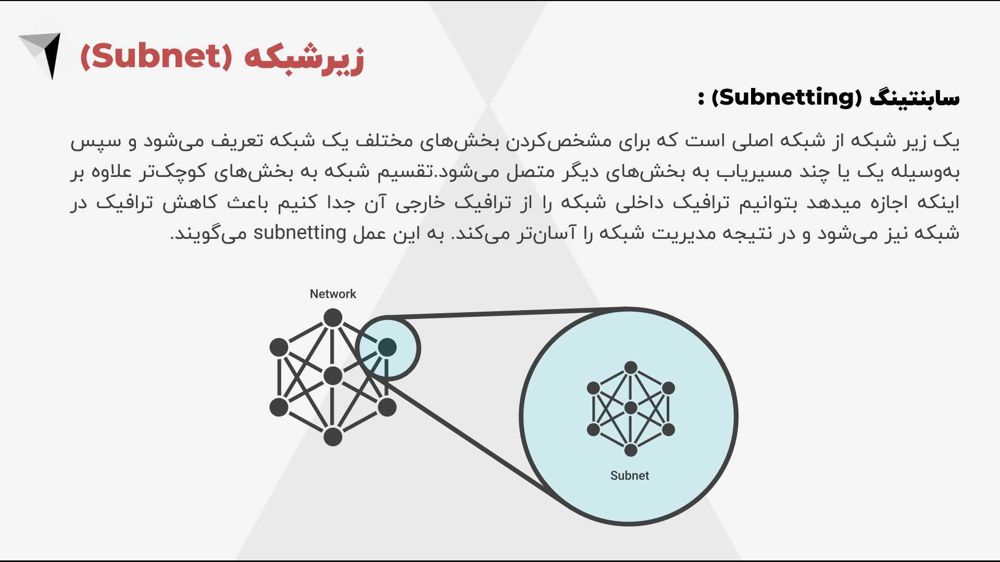 زیرشبکه (Subnet)
سابنتینگ (Subnetting) :
یک زیر شبکه از شبکه اصلی است که برای مشخص‌کردن بخش‌های مختلف یک شبکه تعریف می‌شود و سپس
به‌وسیله یک یا چند مسیریاب به بخش‌های دیگر متصل می‌شود.تقسیم شبکه به بخش‌های کوچک‌تر علاوه بر
اینکه اجازه میدهد بتوانیم ترافیک داخلی شبکه را از ترافیک خارجی آن جدا کنیم باعث کاهش ترافیک در
شبکه نیز می‌شود و در نتیجه مدیریت شبکه را آسان‌تر می‌کند. به این عمل subnetting می‌گویند.
Network
Subnet